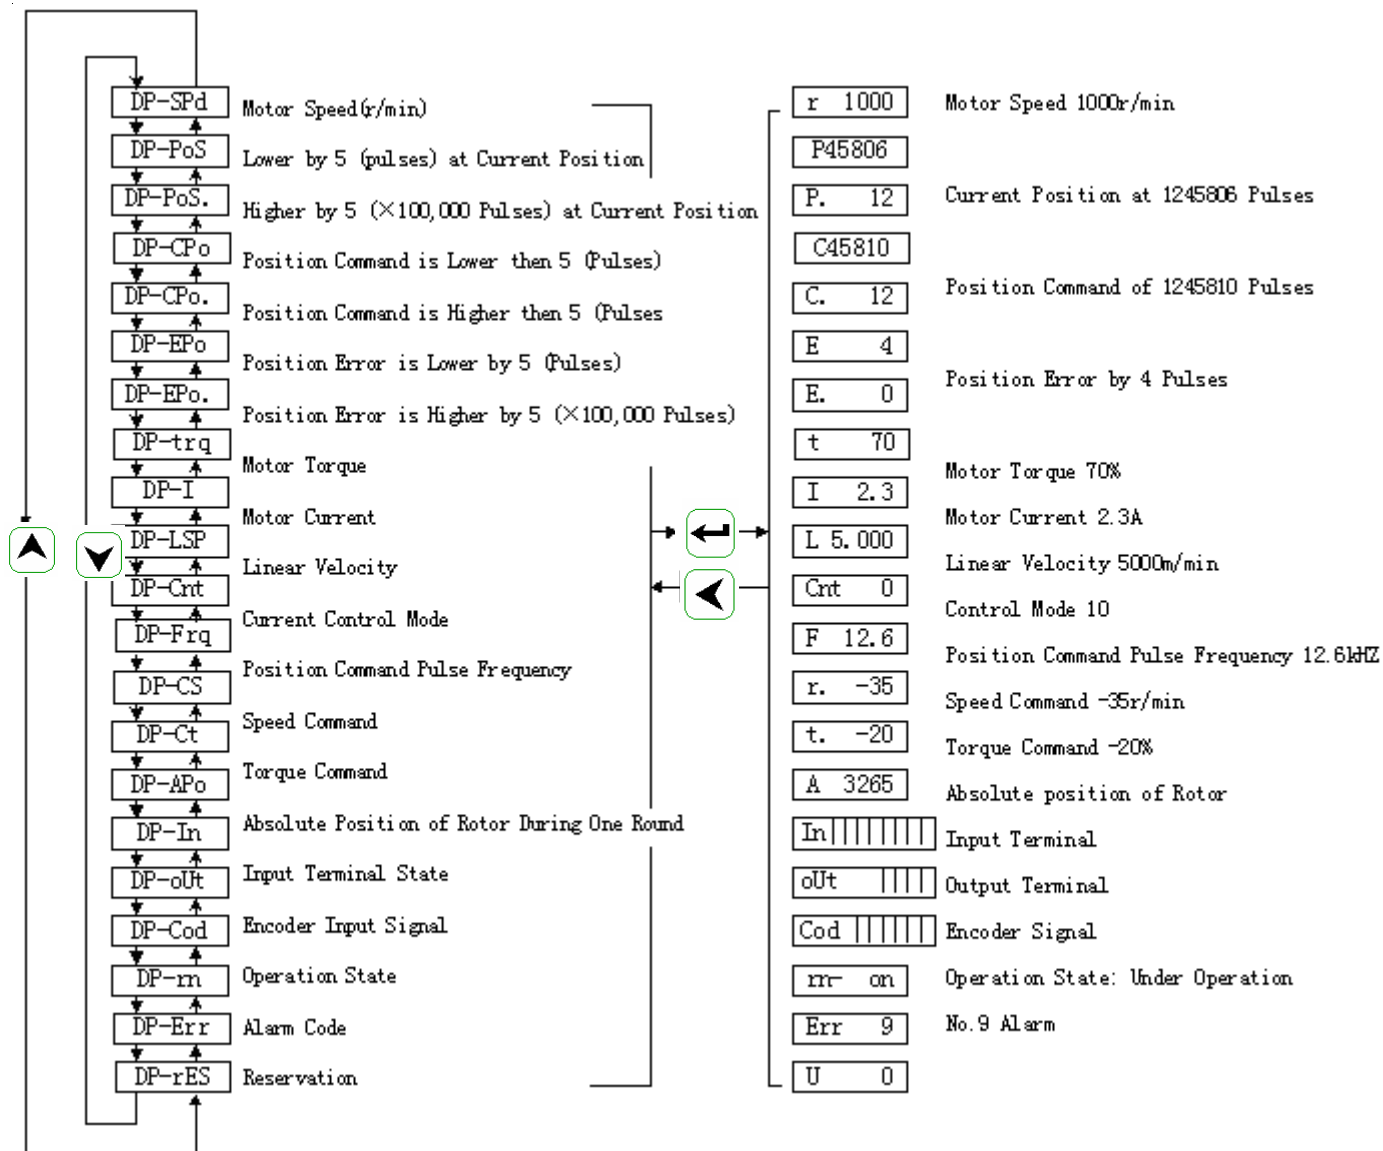 DP-SPd
Motor Speed(r/min)
DP-PoS
Lower by 5 (pulses) at Current Position
DP-PoS.
Higher by 5 (×100,000 Pulses) at Current Position
DP-CPo
Position Command is Lower then 5 (Pulses)
DP-CPo.
Position Command is Higher then 5 (Pulses
DP-EPo
Position Error is Lower by 5 (Pulses)
DP-EPo.
Position Error is Higher by 5 (×100,000 Pulses)
DP-trq
Motor Torque
DP-I
Motor Current
DP-LSP
Linear Velocity
DP-Cnt
Current Control Mode
DP-Frq
Position Command Pulse Frequency
DP-CS
Speed Command
DP-Ct
Torque Command
DP-APo
Absolute Position of Rotor During One Round
DP-In
Input Terminal State
DP-oUt
Encoder Input Signal
DP-Cod
Operation State
DP-rn
Alarm Code
DP-Err
Reservation
DP-rES
r 1000
Motor Speed 1000r/min
P45806
P. 12
Current Position at 1245806 Pulses
C45810
C. 12
Position Command of 1245810 Pulses
E 4
E. 0
Position Error by 4 Pulses
t 70
Motor Torque 70%
I 2.3
Motor Current 2.3A
L 5.000
Linear Velocity 5000m/min
Cnt 0
Control Mode 10
F 12.6
Position Command Pulse Frequency 12.6kHZ
r. -35
Speed Command -35r/min
t. -20
Torque Command -20%
A 3265
Absolute position of Rotor
In
Input Terminal
oUt
Output Terminal
Cod
Encoder Signal
rn- on
Operation State: Under Operation
Err 9
No.9 Alarm
U 0